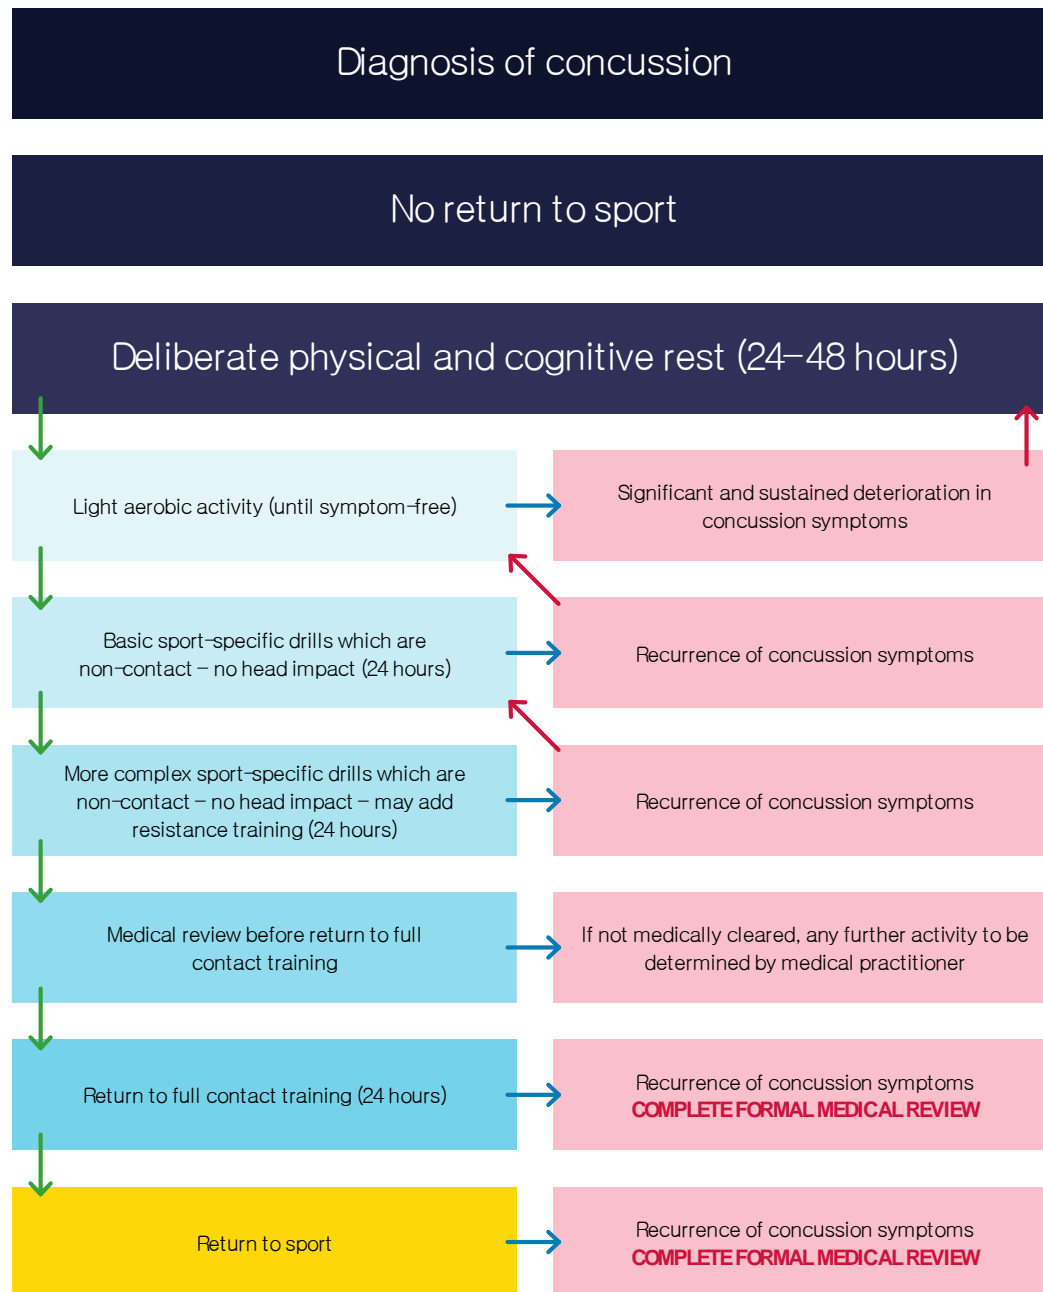 Diagnosis of concussion
No return to sport
Deliberate physical and cognitive rest (24–48 hours)
Light aerobic activity (until symptom-free)
Significant and sustained deterioration in
concussion symptoms
Basic sport-specific drills which are
non-contact – no head impact (24 hours)
Recurrence of concussion symptoms
More complex sport-specific drills which are
non-contact – no head impact – may add
resistance training (24 hours)
Recurrence of concussion symptoms
Medical review before return to full
contact training
If not medically cleared, any further activity to be
determined by medical practitioner
Return to full contact training (24 hours)
Recurrence of concussion symptoms
COMPLETE FORMAL MEDICAL REVIEW
Return to sport
Recurrence of concussion symptoms
COMPLETE FORMAL MEDICAL REVIEW